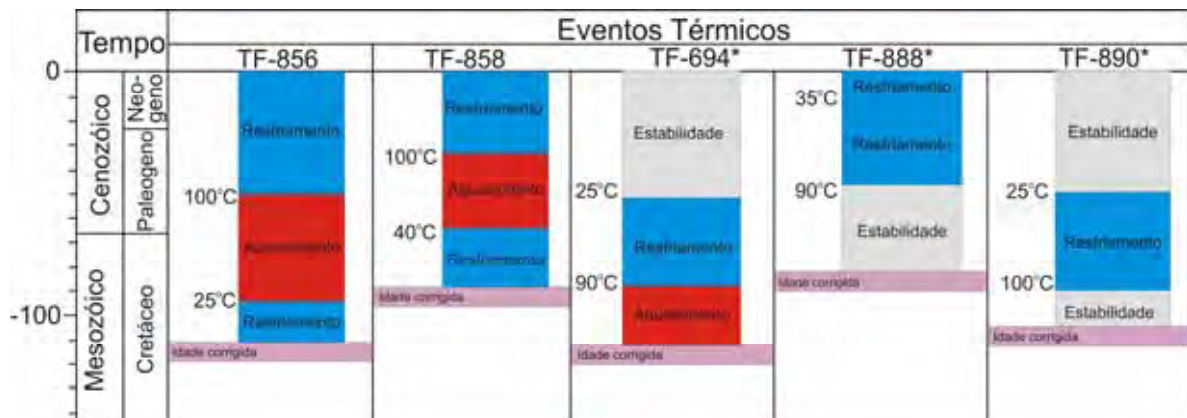 Eventos Térmicos
Tempo
TF-856 TF-858 TF-694* TF-888* TF-890*
0
-100
Cenozóico
Mesozóico
Neo-
geno
Paleogeno
Cretáceo
Resfriamento
100°C
Aquecimento
25°C
Resfriamento
Idade corrigida
Resfriamento
100°C
Aquecimento
40°C
Resfriamento
Idade corrigida
Estabilidade
25°C
Resfriamento
90°C
Aquecimento
Idade corrigida
Resfriamento
35°C
Resfriamento
90°C
Estabilidade
Idade corrigida
Estabilidade
25°C
Resfriamento
100°C
Estabilidade
Idade corrigida